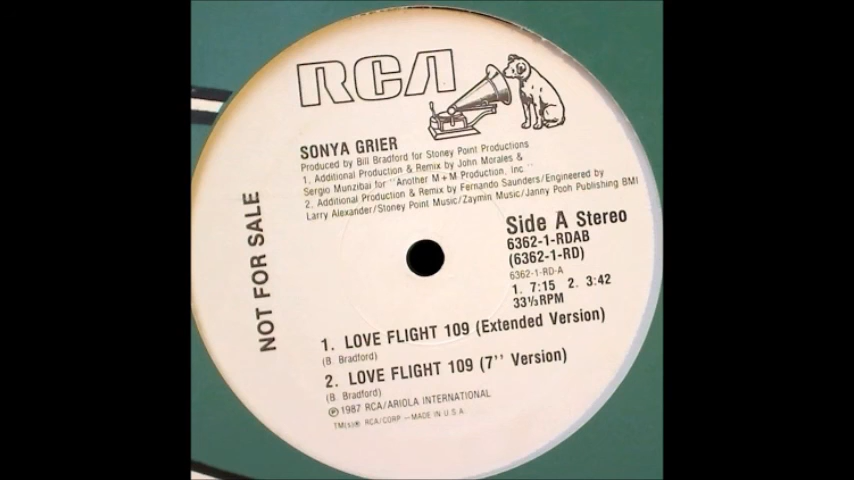 RCA
SONYA GRIER
Produced by Bill Bradford for Stoney Point Productions
1. Additional Production & Remix by John Morales &
Sergio Munzibai for "Another M+M Production, Inc."
2. Additional Production & Remix by Fernando Saunders/Engineered by
Larry Alexander/Stoney Point Music/Zaymin Music/Janny Pooh Publishing BMI
NOT FOR SALE
Side A Stereo
6362-1-RDAB
(6362-1-RD)
6362-1-RD-A
1. 7:15 2. 3:42
33⅓RPM
1. LOVE FLIGHT 109 (Extended Version)
(B. Bradford)
2. LOVE FLIGHT 109 (7'' Version)
(B. Bradford)
℗ 1987 RCA/ARIOLA INTERNATIONAL
TM(s)® RCA/CORP —MADE IN U.S.A.